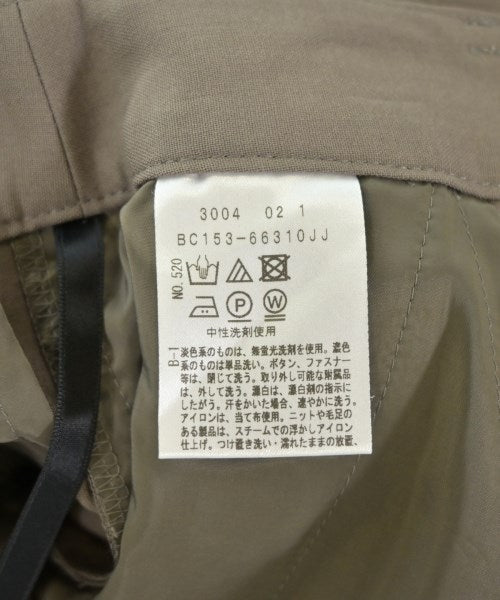 3004 02 1
BC153-66310JJ
NO.520
P
W
中性洗剤使用
B-1
淡色系のものは、無蛍光洗剤を使用。濃色
系のものは単品洗い。ボタン、ファスナー
等は、閉じて洗う。取り外し可能な附属品
は、外して洗う。漂白は、漂白剤の指示に
したがう。汗をかいた場合、速やかに洗う。
アイロンは、当て布使用。ニットや毛足の
ある製品は、スチームでの浮かしアイロン
仕上げ。つけ置き洗い・濡れたままの放置、